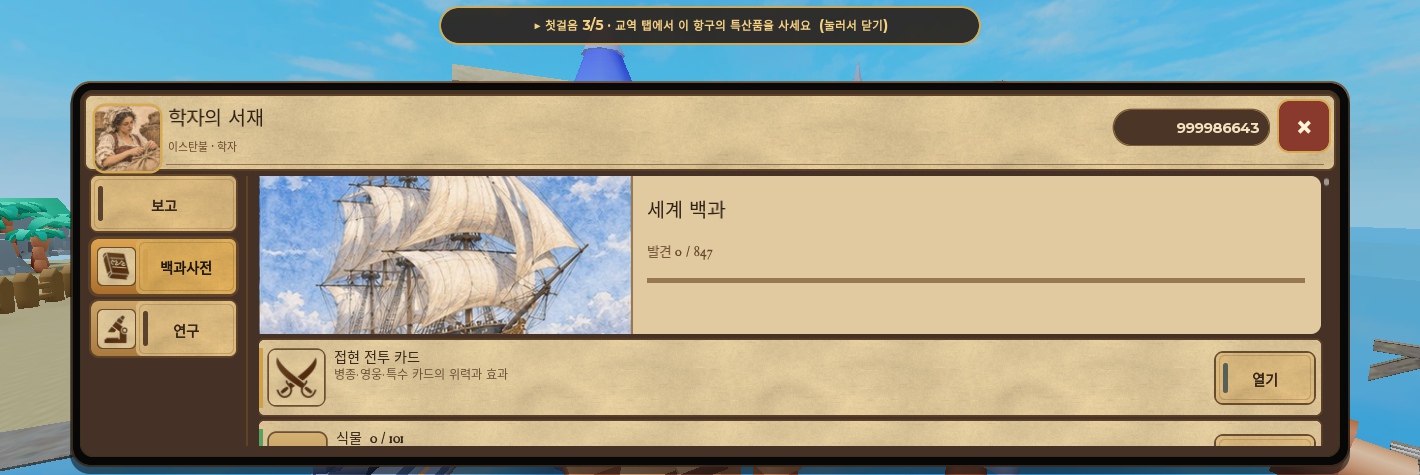 ▸ 첫걸음 3/5 · 교역 탭에서 이 항구의 특산품을 사세요 (눌러서 닫기)
학자의 서재
이스탄불 · 학자
999986643
×
보고
백과사전
연구
세계 백과
발견 0 / 847
접현 전투 카드
병종·영웅·특수 카드의 위력과 효과
열기
식물 0 / 101